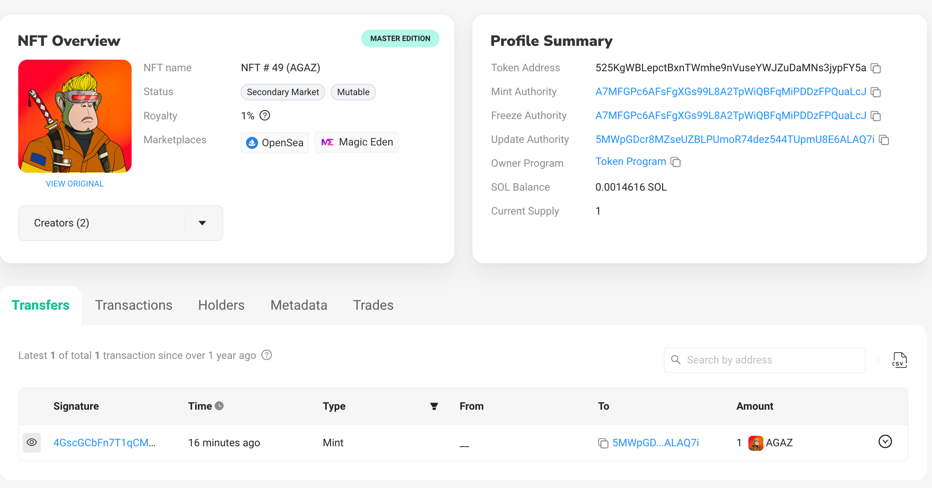 NFT Overview
MASTER EDITION
NFT name
NFT # 49 (AGAZ)
Status
Secondary Market
Mutable
Royalty
1%
Marketplaces
OpenSea
Magic Eden
VIEW ORIGINAL
Creators (2)
Profile Summary
Token Address
525KgWBLepctBxnTWmhe9nVuseYWJZuDaMNs3jypFY5a
Mint Authority
A7MFGPc6AFsFgXGs99L8A2TpWiQBFqMiPDDzFPQuaLcJ
Freeze Authority
A7MFGPc6AFsFgXGs99L8A2TpWiQBFqMiPDDzFPQuaLcJ
Update Authority
5MWpGDcr8MZseUZBLPUmoR74dez544TUpmU8E6ALAQ7i
Owner Program
Token Program
SOL Balance
0.0014616 SOL
Current Supply
1
Transfers
Transactions
Holders
Metadata
Trades
Latest 1 of total 1 transaction since over 1 year ago
Search by address
CSV
Signature
Time
Type
From
To
Amount
4GscGCbFn7T1qCM...
16 minutes ago
Mint
__
5MWpGD...ALAQ7i
1 AGAZ